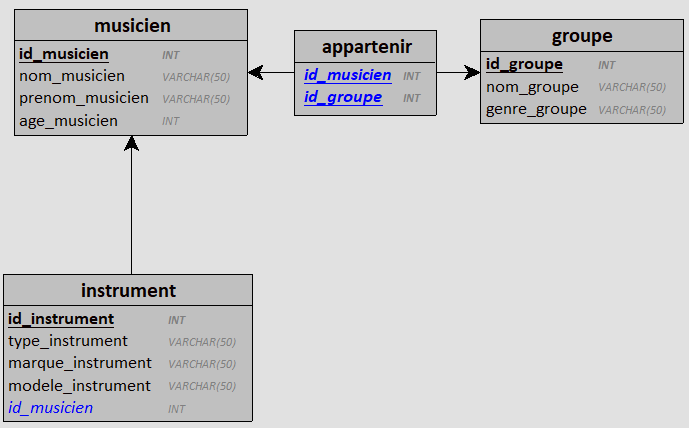 musicien
id_musicien INT
nom_musicien VARCHAR(50)
prenom_musicien VARCHAR(50)
age_musicien INT
appartenir
id_musicien INT
id_groupe INT
groupe
id_groupe INT
nom_groupe VARCHAR(50)
genre_groupe VARCHAR(50)
instrument
id_instrument INT
type_instrument VARCHAR(50)
marque_instrument VARCHAR(50)
modele_instrument VARCHAR(50)
id_musicien INT